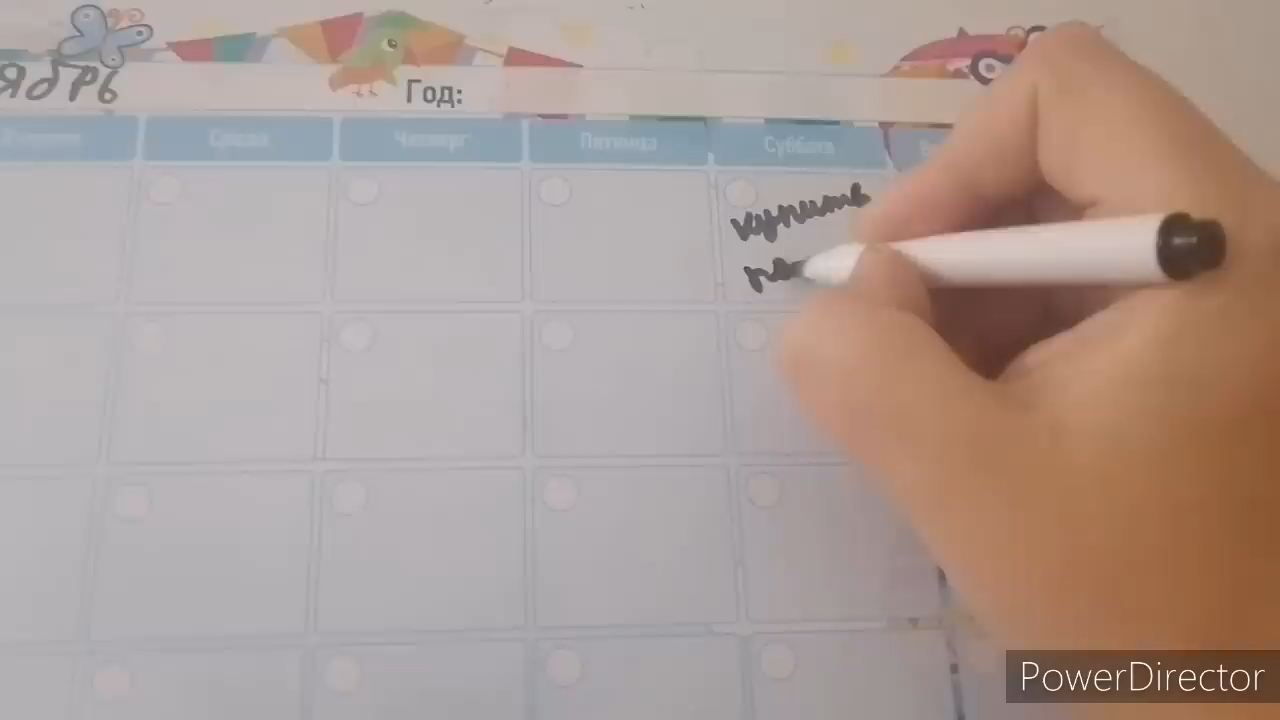 ябрь
Год:
Среда Четверг Пятница Суббота
купить
PowerDirector